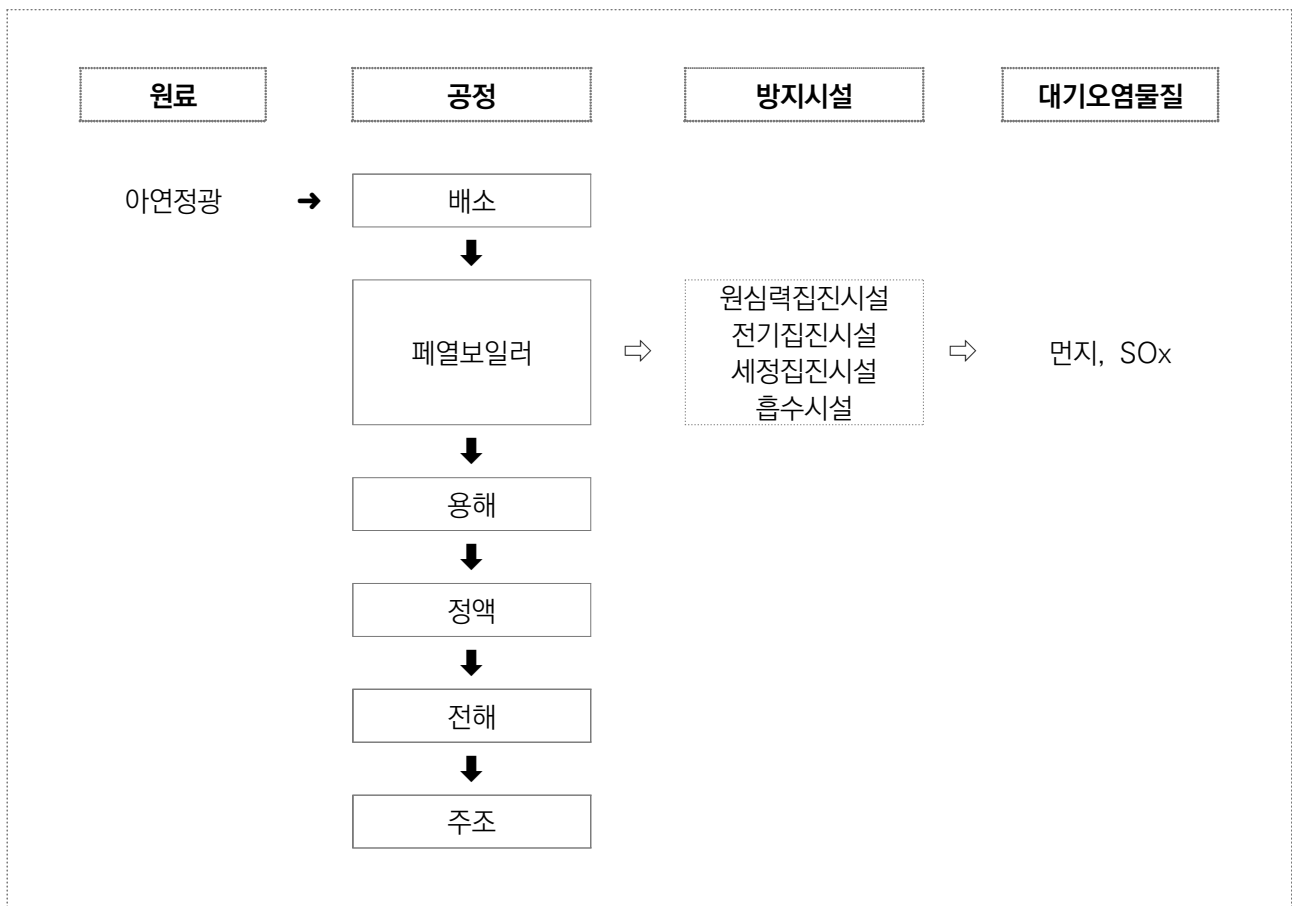 원료
공정
방지시설
대기오염물질
아연정광
배소
폐열보일러
원심력집진시설
전기집진시설
세정집진시설
흡수시설
먼지, SOx
용해
정액
전해
주조